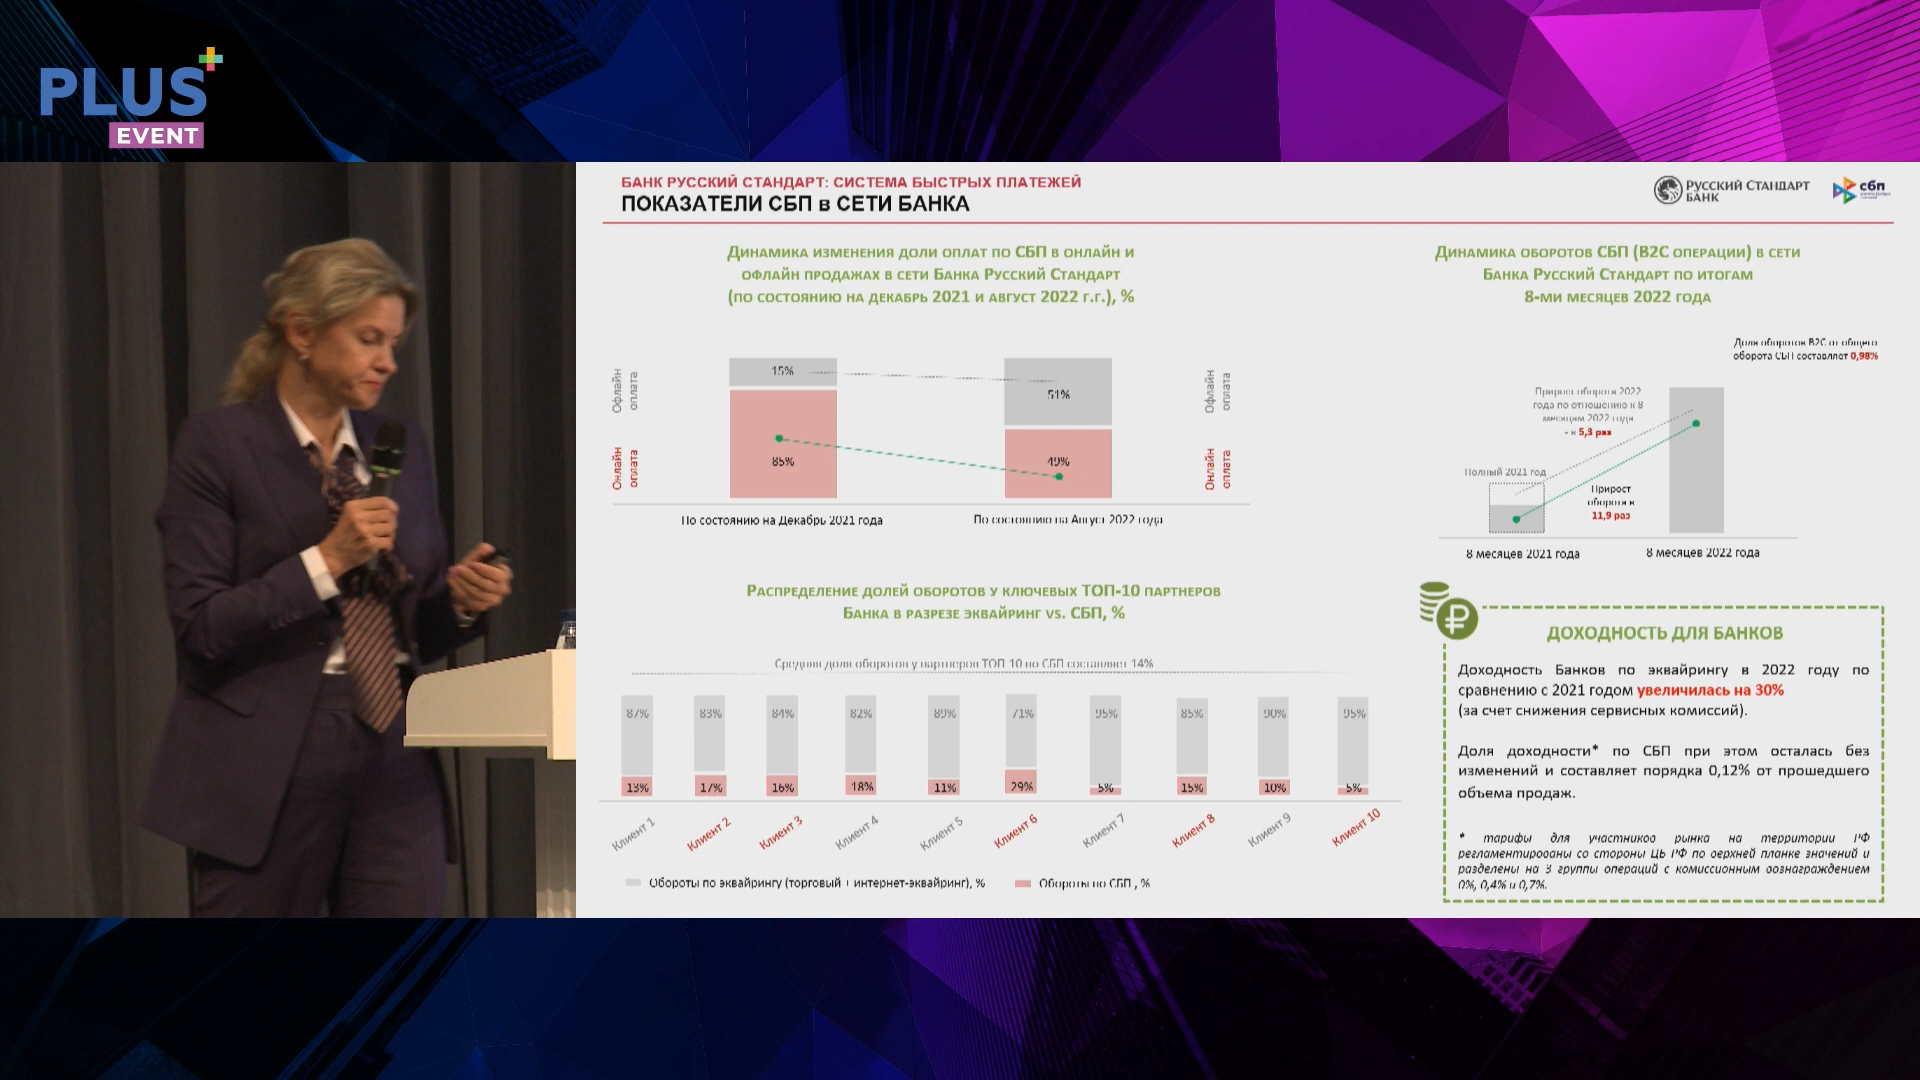 PLUS
EVENT
БАНК РУССКИЙ СТАНДАРТ: СИСТЕМА БЫСТРЫХ ПЛАТЕЖЕЙ
ПОКАЗАТЕЛИ СБП в СЕТИ БАНКА
РУССКИЙ СТАНДАРТ
БАНК
сбп
Динамика изменения доли оплат по СБП в онлайн и
офлайн продажах в сети Банка Русский Стандарт
(по состоянию на декабрь 2021 и август 2022 г.г.), %
Офлайн
оплата
Онлайн
оплата
15%
85%
51%
49%
Офлайн
оплата
Онлайн
оплата
По состоянию на Декабрь 2021 года
По состоянию на Август 2022 года
Динамика оборотов СБП (B2C операции) в сети
Банка Русский Стандарт по итогам
8-ми месяцев 2022 года
Доля оборотов B2C от общего
оборота СБП составляет 0,98%
Прирост оборота 2022
года по отношению к 8
месяцам 2022 года
- в 5,3 раз
Полный 2021 год
Прирост
оборота в
11,9 раз
8 месяцев 2021 года
8 месяцев 2022 года
Распределение долей оборотов у ключевых ТОП-10 партнеров
Банка в разрезе эквайринг vs. СБП, %
Средняя доля оборотов у партнеров ТОП 10 по СБП составляет 14%
87% 83% 84% 82% 89% 71% 95% 85% 90% 95%
13% 17% 16% 18% 11% 29% 5% 15% 10% 5%
Клиент 1 Клиент 2 Клиент 3 Клиент 4 Клиент 5 Клиент 6 Клиент 7 Клиент 8 Клиент 9 Клиент 10
Обороты по эквайрингу (торговый + интернет-эквайринг), %
Обороты по СБП , %
ДОХОДНОСТЬ ДЛЯ БАНКОВ
Доходность Банков по эквайрингу в 2022 году по
сравнению с 2021 годом увеличилась на 30%
(за счет снижения сервисных комиссий).
Доля доходности* по СБП при этом осталась без
изменений и составляет порядка 0,12% от прошедшего
объема продаж.
* тарифы для участников рынка на территории РФ
регламентированы со стороны ЦБ РФ по верхней планке значений и
разделены на 3 группы операций с комиссионным вознаграждением
0%, 0,4% и 0,7%.